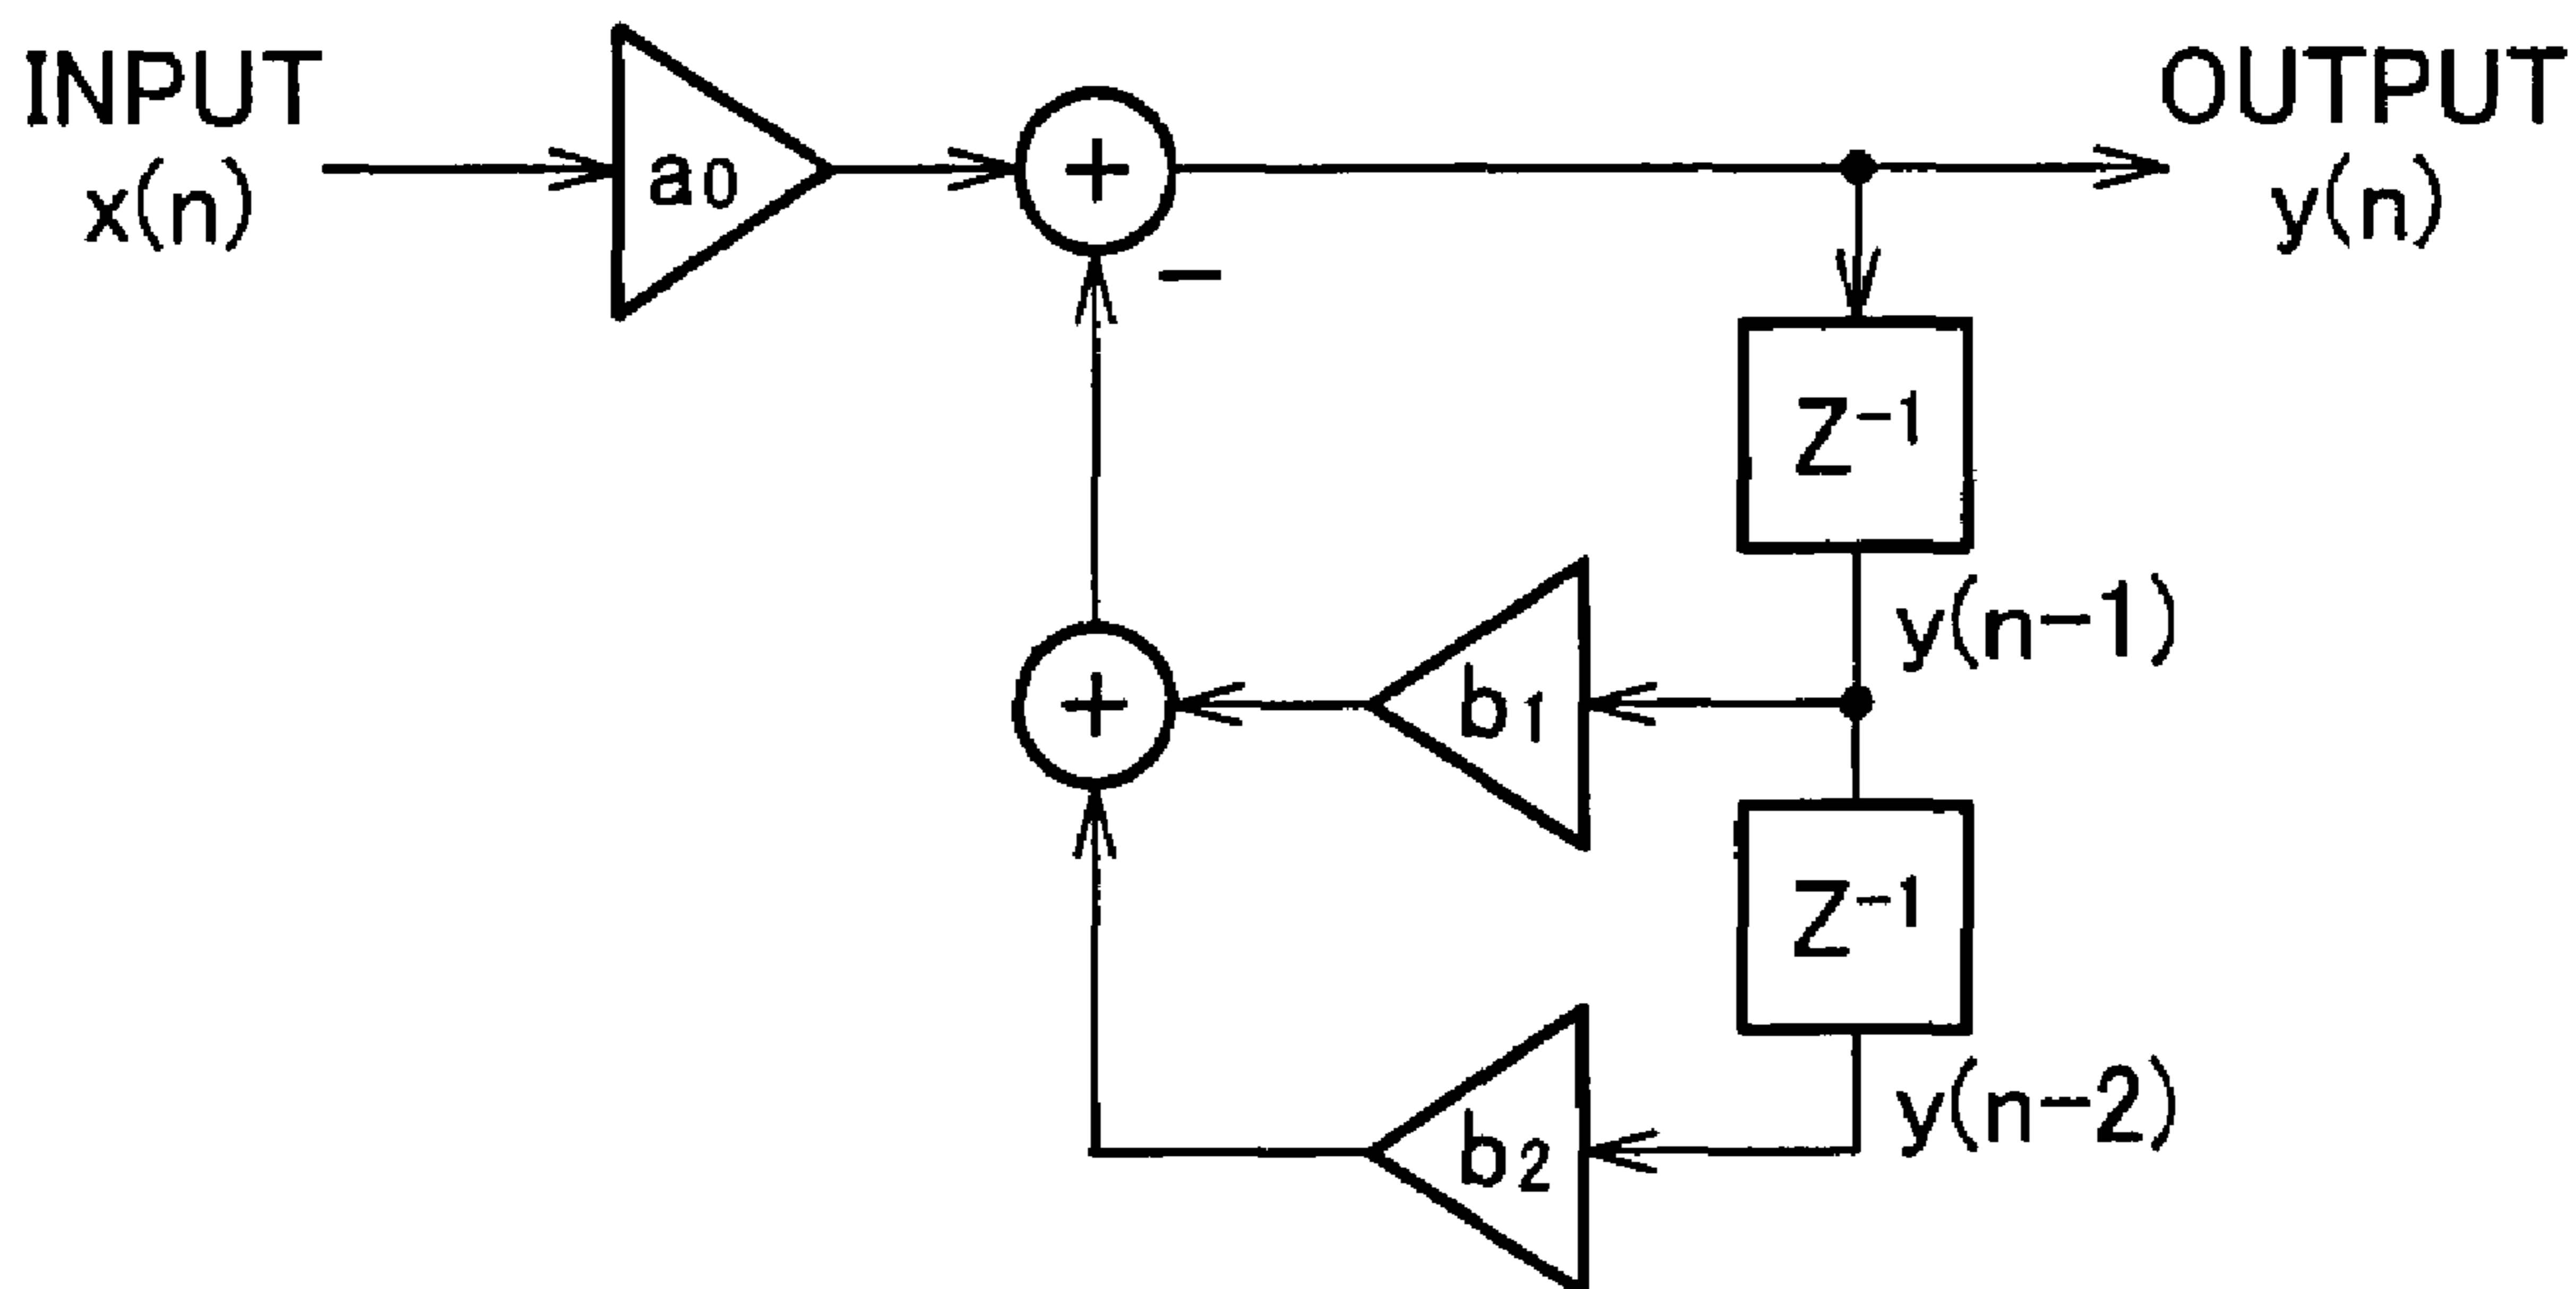 INPUT
x(n)
a0
+
−
OUTPUT
y(n)
Z⁻¹
y(n-1)
+
b1
Z⁻¹
y(n-2)
b2